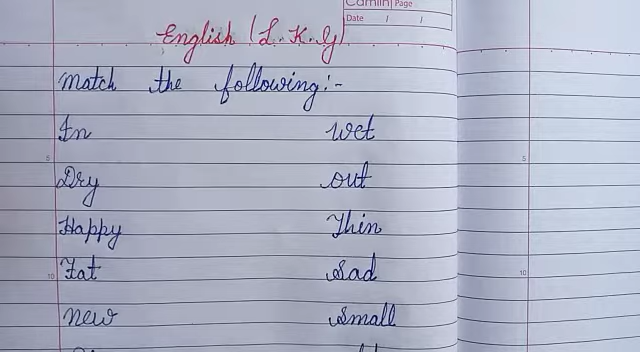 Camlin Page
Date / /
English (L.K.G)
Match the following:-
In wet
Dry out
Happy Thin
Fat Sad
New Small